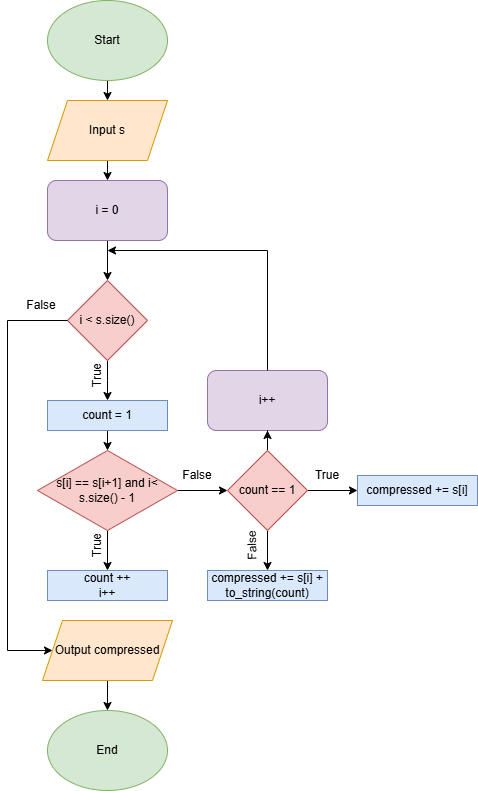 Start
Input s
i = 0
False
i < s.size()
True
count = 1
i++
s[i] == s[i+1] and i<
s.size() - 1
False
count == 1
True
compressed += s[i]
True
False
count ++
i++
compressed += s[i] +
to_string(count)
Output compressed
End